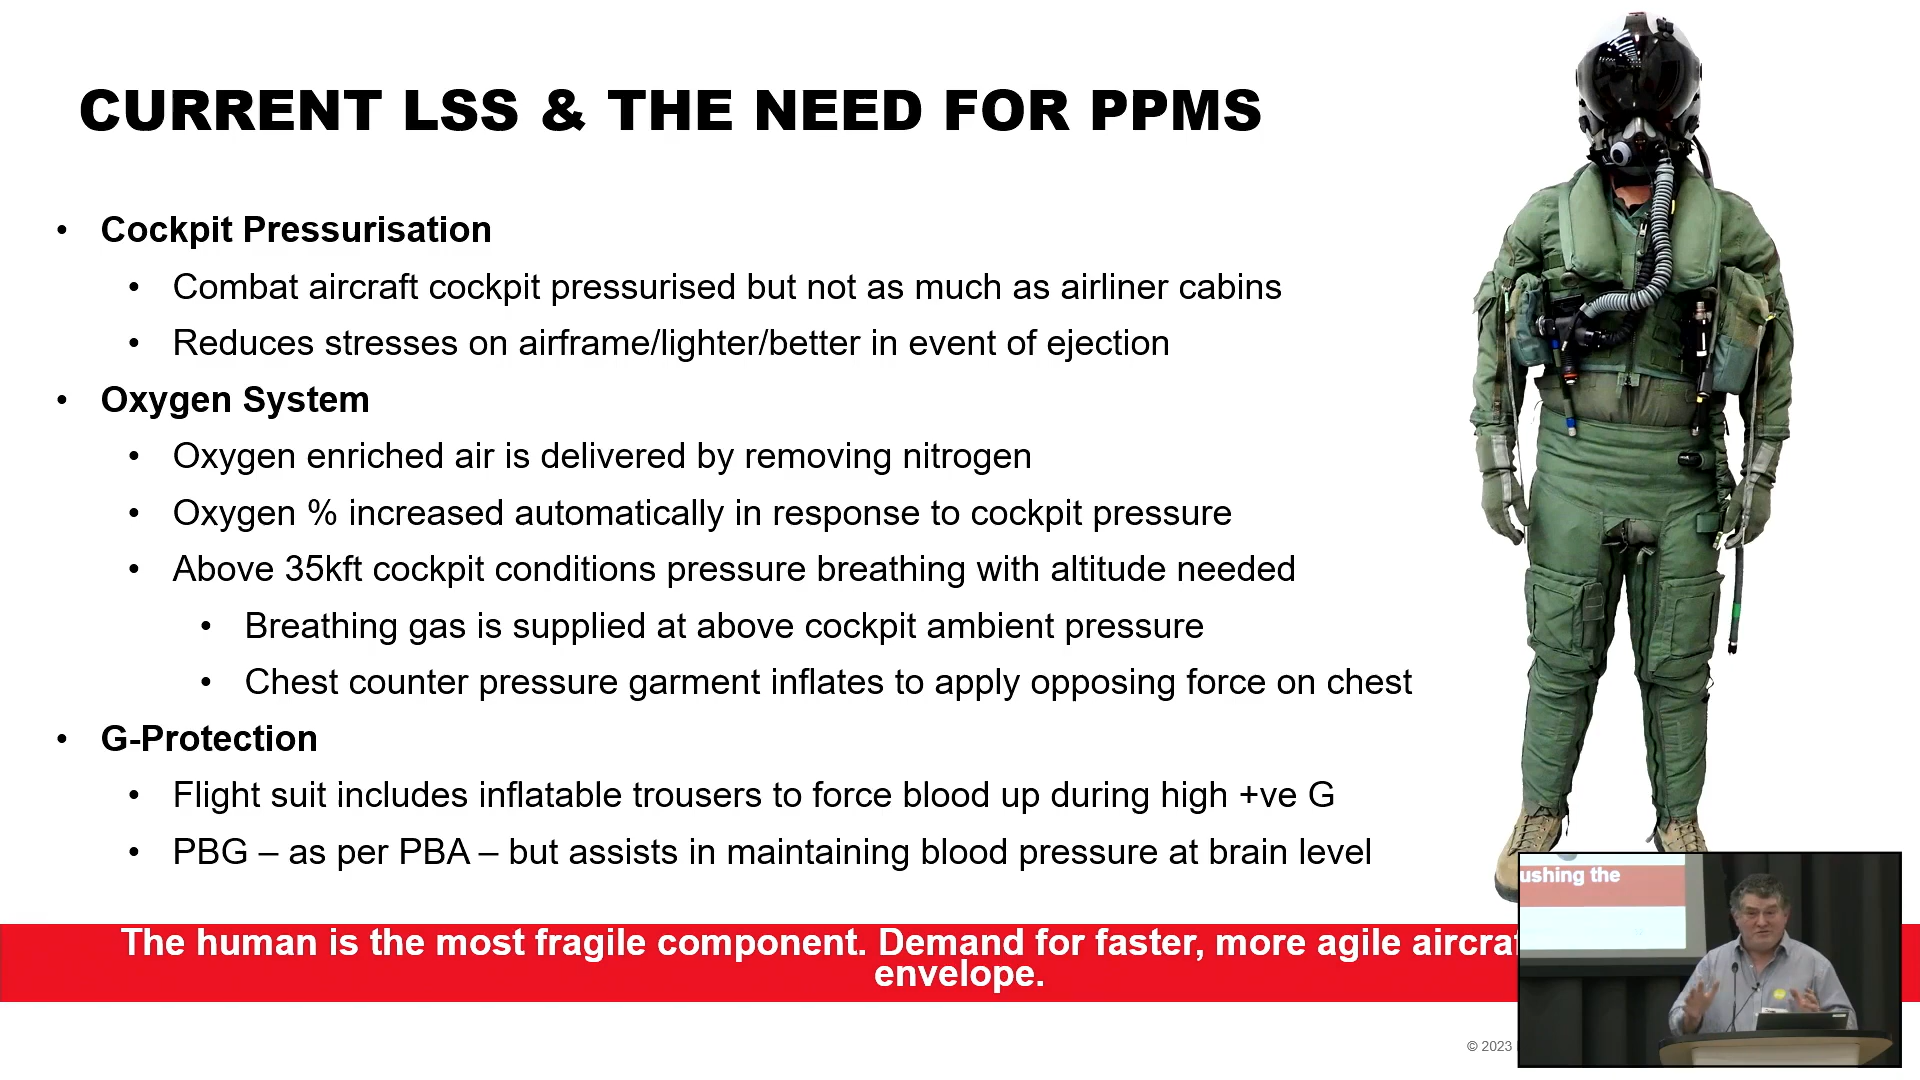 CURRENT LSS & THE NEED FOR PPMS
• Cockpit Pressurisation
• Combat aircraft cockpit pressurised but not as much as airliner cabins
• Reduces stresses on airframe/lighter/better in event of ejection
• Oxygen System
• Oxygen enriched air is delivered by removing nitrogen
• Oxygen % increased automatically in response to cockpit pressure
• Above 35kft cockpit conditions pressure breathing with altitude needed
• Breathing gas is supplied at above cockpit ambient pressure
• Chest counter pressure garment inflates to apply opposing force on chest
• G-Protection
• Flight suit includes inflatable trousers to force blood up during high +ve G
• PBG – as per PBA – but assists in maintaining blood pressure at brain level
The human is the most fragile component. Demand for faster, more agile
envelope.
ushing the
© 2023